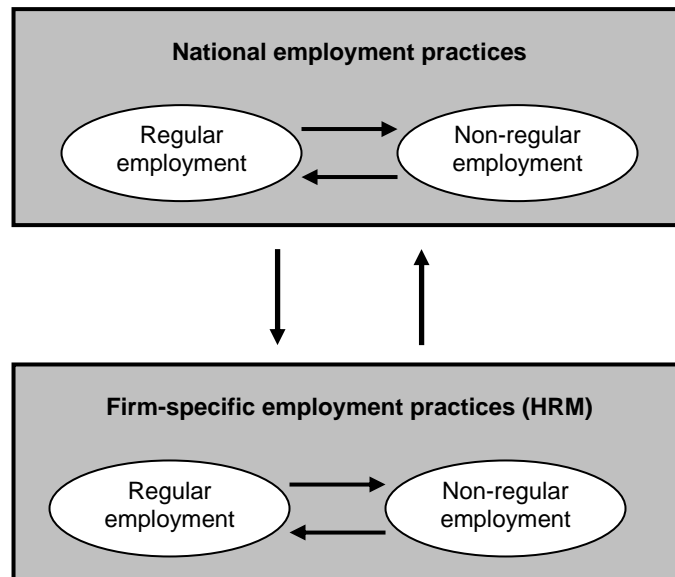 National employment practices
Regular
employment
Non-regular
employment
Firm-specific employment practices (HRM)
Regular
employment
Non-regular
employment